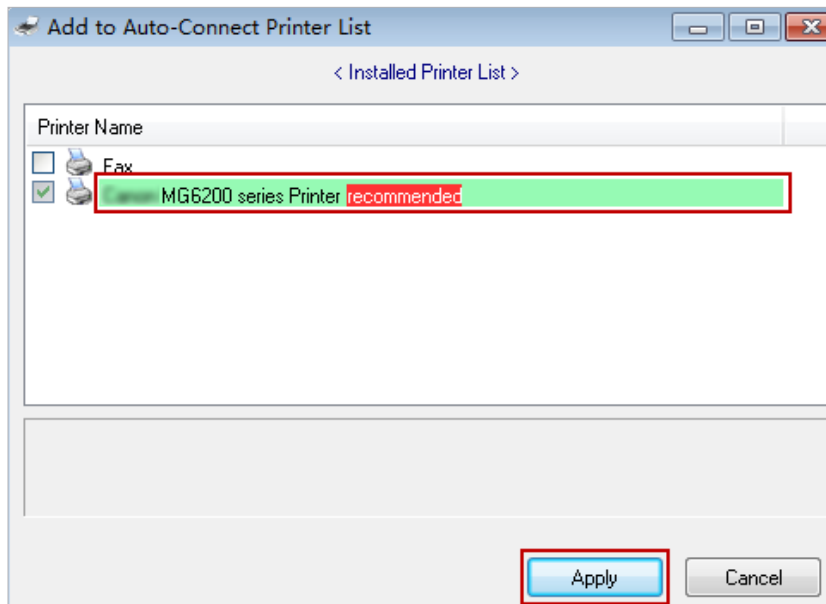 Add to Auto-Connect Printer List
< Installed Printer List >
Printer Name
Fax
MG6200 series Printer recommended
Apply
Cancel